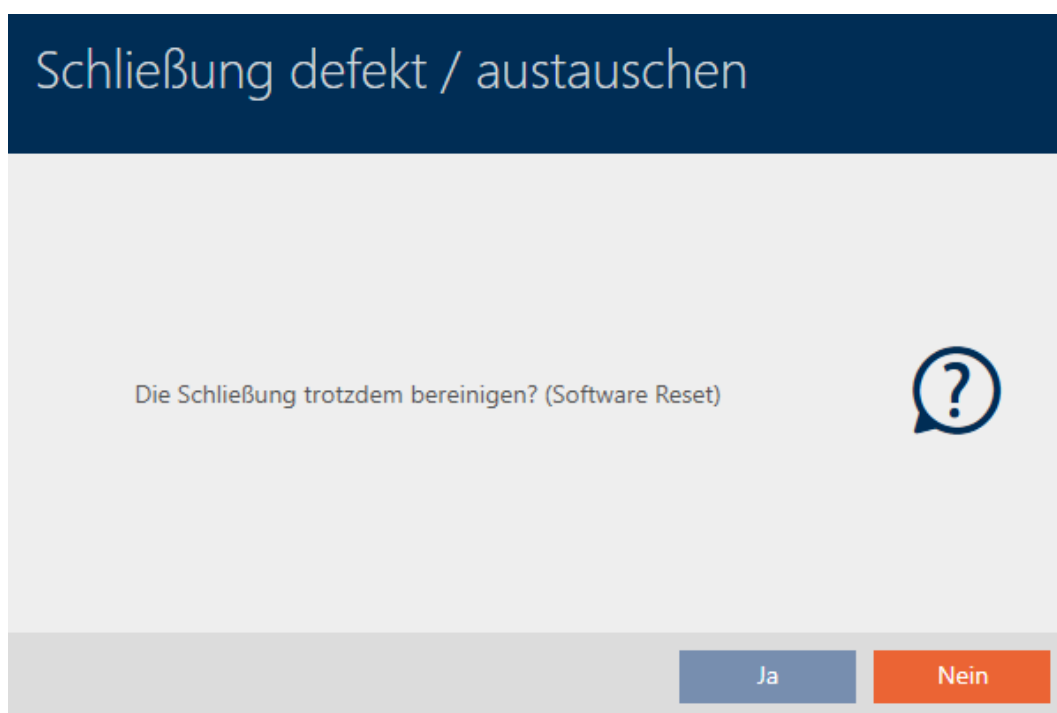 Schließung defekt / austauschen
Die Schließung trotzdem bereinigen? (Software Reset)
?
Ja
Nein